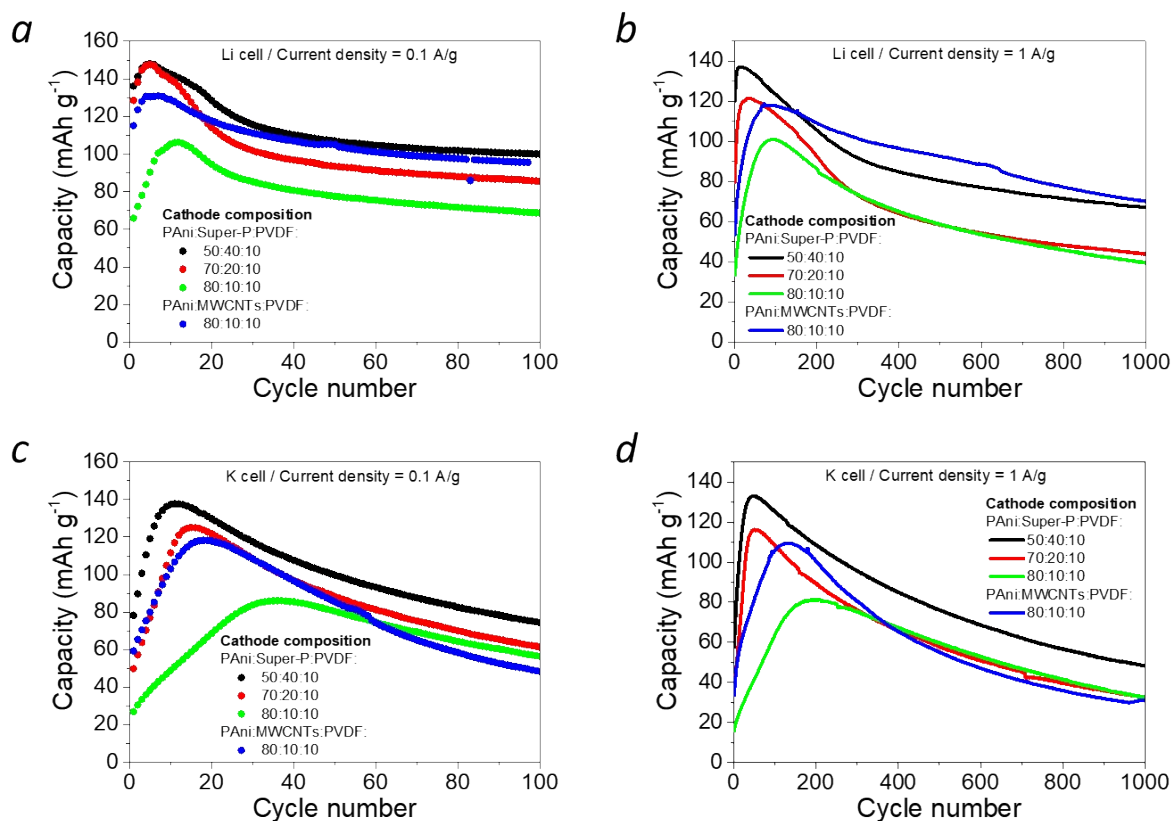 a
Li cell / Current density = 0.1 A/g
Capacity (mAh g⁻¹)
160
140
120
100
80
60
40
20
0
Cathode composition
PAni:Super-P:PVDF:
50:40:10
70:20:10
80:10:10
PAni:MWCNTs:PVDF:
80:10:10
0 20 40 60 80 100
Cycle number
b
Li cell / Current density = 1 A/g
Capacity (mAh g⁻¹)
160
140
120
100
80
60
40
20
0
Cathode composition
PAni:Super-P:PVDF:
50:40:10
70:20:10
80:10:10
PAni:MWCNTs:PVDF:
80:10:10
0 200 400 600 800 1000
Cycle number
c
K cell / Current density = 0.1 A/g
Capacity (mAh g⁻¹)
160
140
120
100
80
60
40
20
0
Cathode composition
PAni:Super-P:PVDF:
50:40:10
70:20:10
80:10:10
PAni:MWCNTs:PVDF:
80:10:10
0 20 40 60 80 100
Cycle number
d
K cell / Current density = 1 A/g
Capacity (mAh g⁻¹)
160
140
120
100
80
60
40
20
0
Cathode composition
PAni:Super-P:PVDF:
50:40:10
70:20:10
80:10:10
PAni:MWCNTs:PVDF:
80:10:10
0 200 400 600 800 1000
Cycle number